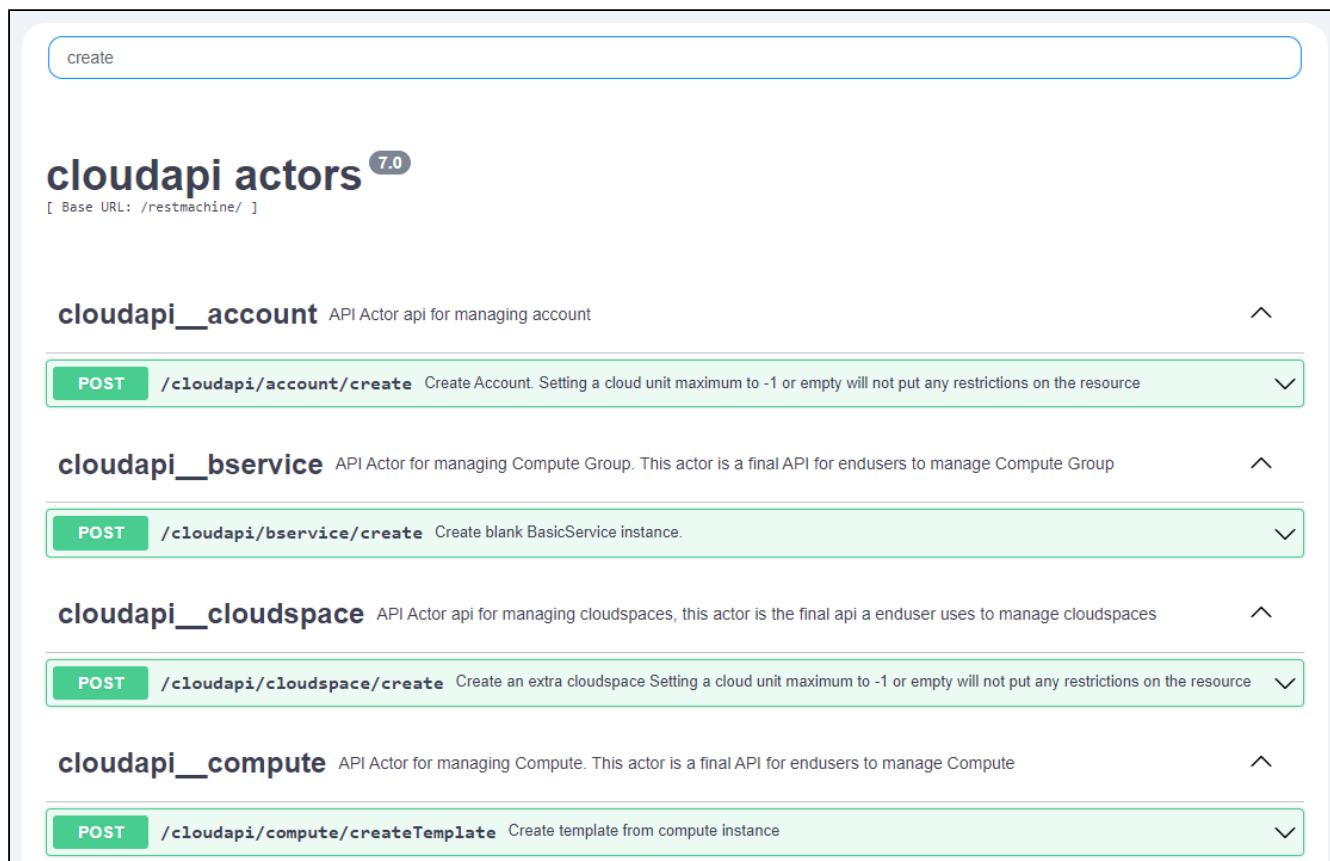 create
cloudapi actors 7.0
[ Base URL: /restmachine/ ]
cloudapi__account API Actor api for managing account
POST /cloudapi/account/create Create Account. Setting a cloud unit maximum to -1 or empty will not put any restrictions on the resource
cloudapi__bservice API Actor for managing Compute Group. This actor is a final API for endusers to manage Compute Group
POST /cloudapi/bservice/create Create blank BasicService instance.
cloudapi__cloudspace API Actor api for managing cloudspaces, this actor is the final api a enduser uses to manage cloudspaces
POST /cloudapi/cloudspace/create Create an extra cloudspace Setting a cloud unit maximum to -1 or empty will not put any restrictions on the resource
cloudapi__compute API Actor for managing Compute. This actor is a final API for endusers to manage Compute
POST /cloudapi/compute/createTemplate Create template from compute instance